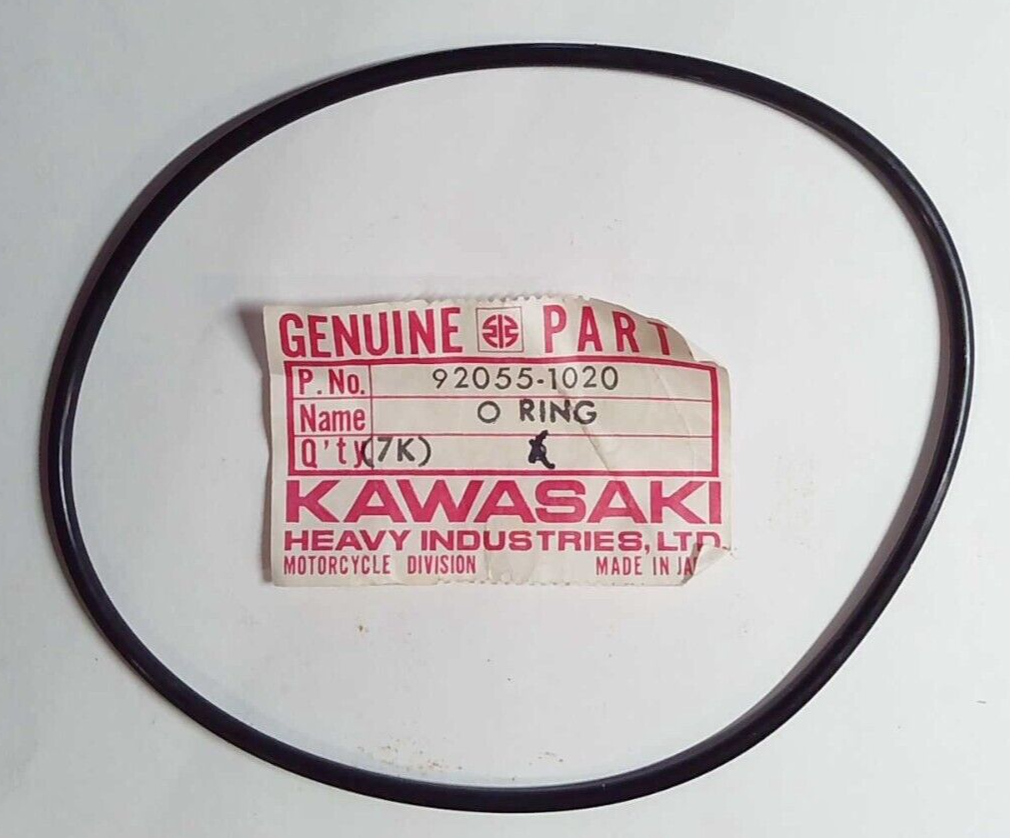 GENUINE PART
P.No. 92055-1020
Name O RING
Q'ty (7K)
KAWASAKI
HEAVY INDUSTRIES, LTD.
MOTORCYCLE DIVISION MADE IN JA